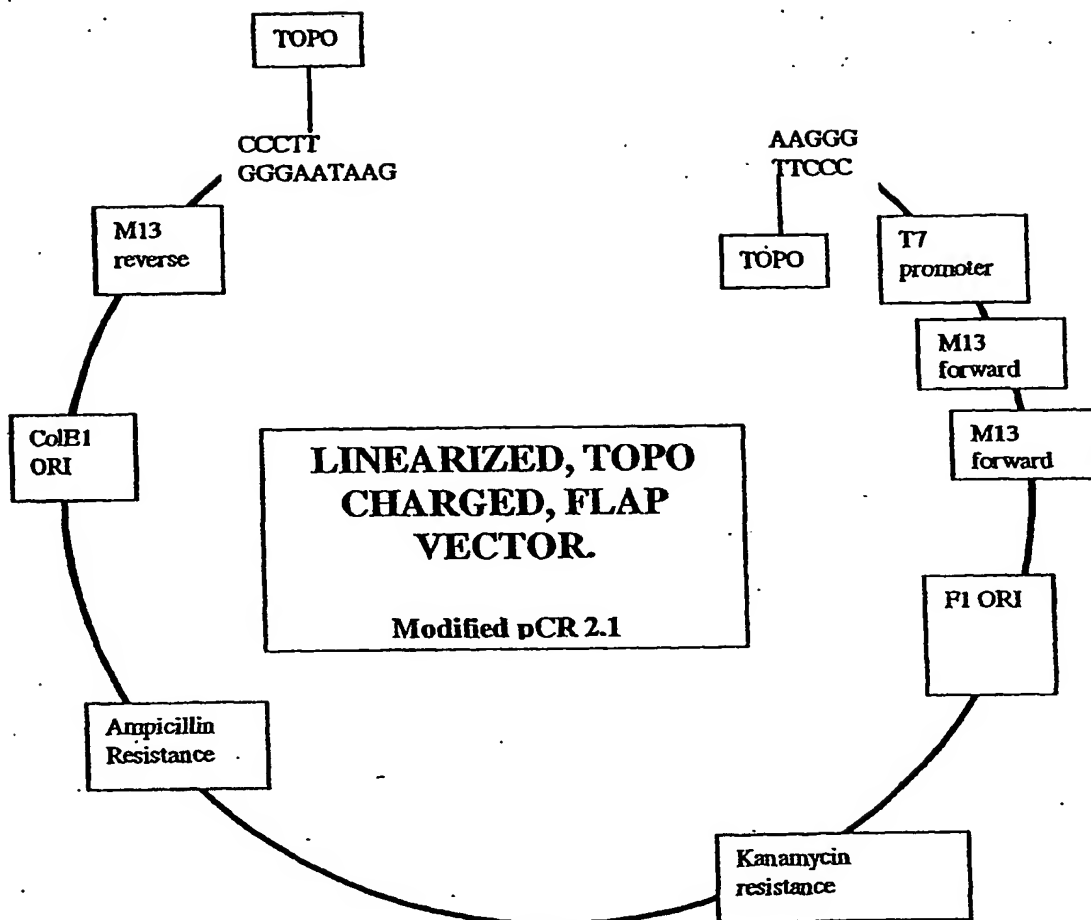 TOPO
CCCTT
GGGAATAAG
AAGGG
TTCCC
TOPO
M13
reverse
T7
promoter
M13
forward
M13
forward
ColE1
ORI
LINEARIZED, TOPO
CHARGED, FLAP
VECTOR.
Modified pCR 2.1
F1 ORI
Ampicillin
Resistance
Kanamycin
resistance